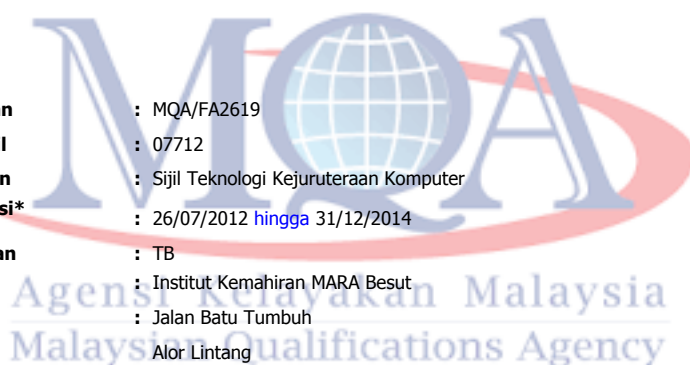 MQA
an : MQA/FA2619
l : 07712
n : Sijil Teknologi Kejuruteraan Komputer
si* : 26/07/2012 hingga 31/12/2014
an : TB
: Institut Kemahiran MARA Besut
Agensi Kelayakan Malaysia
: Jalan Batu Tumbuh
Malaysian Qualifications Agency
Alor Lintang